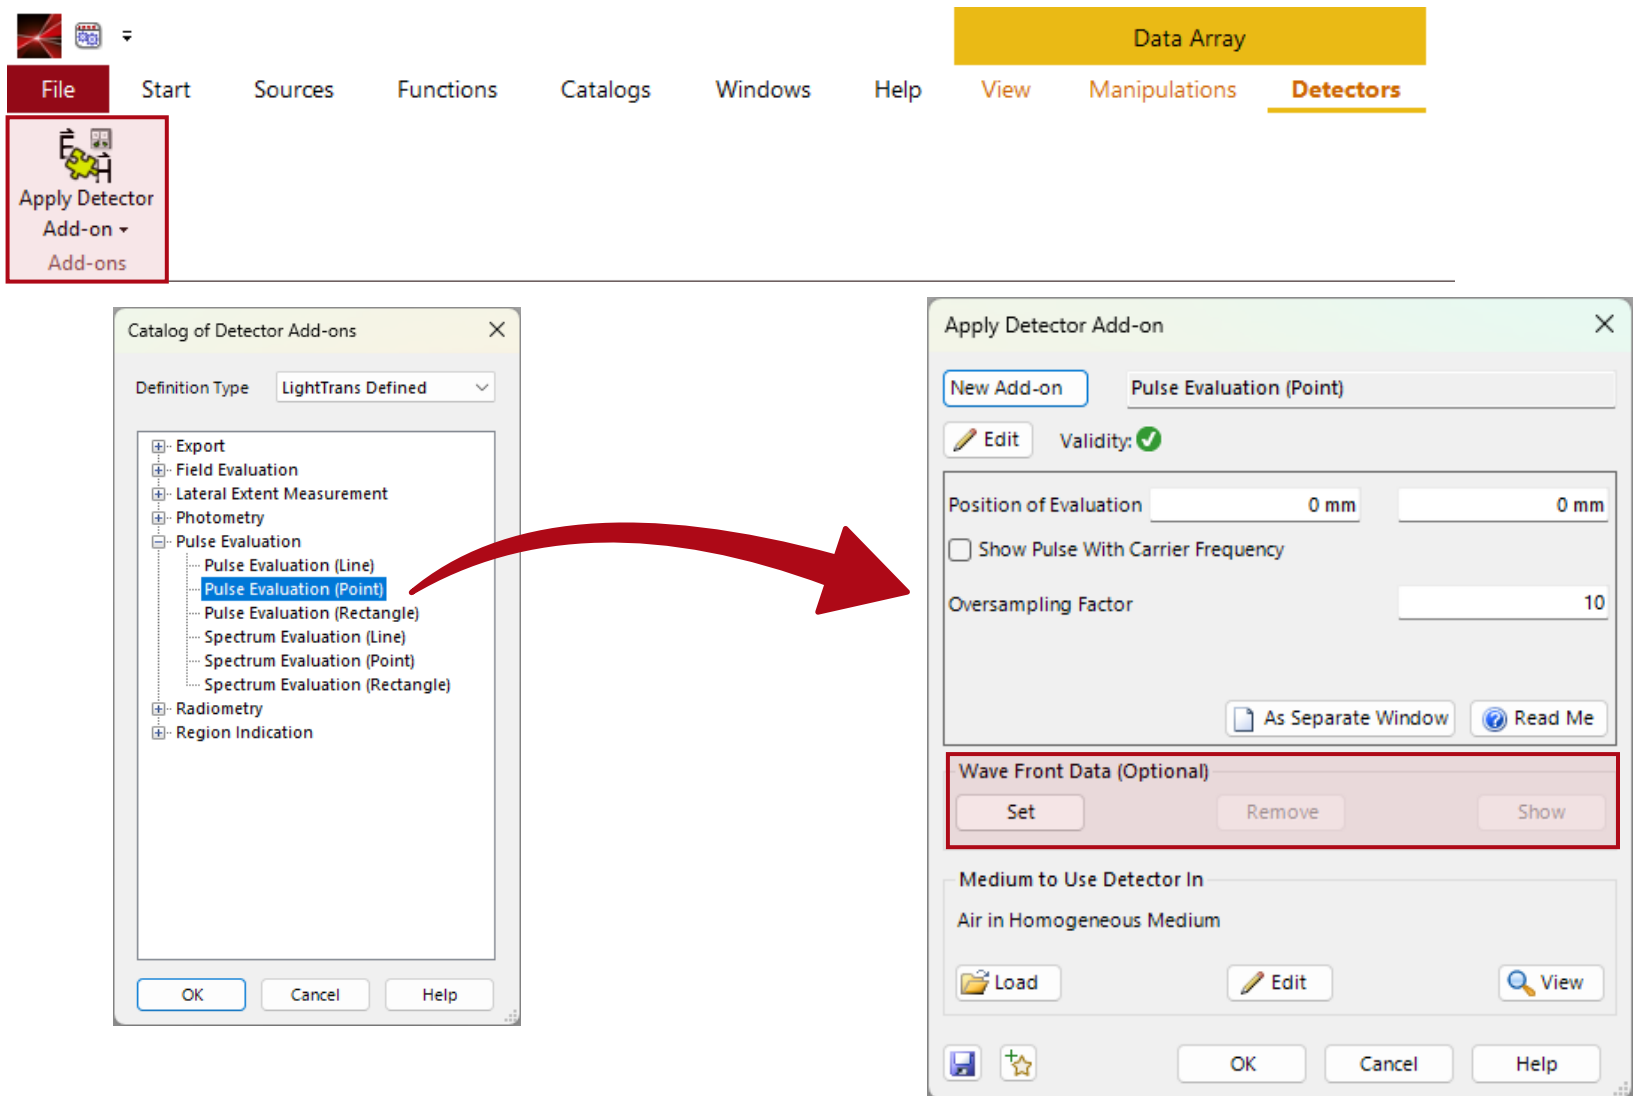 Data Array
File Start Sources Functions Catalogs Windows Help View Manipulations Detectors
Apply Detector
Add-on
Add-ons
Catalog of Detector Add-ons
Definition Type LightTrans Defined
Export
Field Evaluation
Lateral Extent Measurement
Photometry
Pulse Evaluation
Pulse Evaluation (Line)
Pulse Evaluation (Point)
Pulse Evaluation (Rectangle)
Spectrum Evaluation (Line)
Spectrum Evaluation (Point)
Spectrum Evaluation (Rectangle)
Radiometry
Region Indication
OK Cancel Help
Apply Detector Add-on
New Add-on Pulse Evaluation (Point)
Edit Validity:
Position of Evaluation 0 mm 0 mm
Show Pulse With Carrier Frequency
Oversampling Factor 10
As Separate Window Read Me
Wave Front Data (Optional)
Set Remove Show
Medium to Use Detector In
Air in Homogeneous Medium
Load Edit View
OK Cancel Help